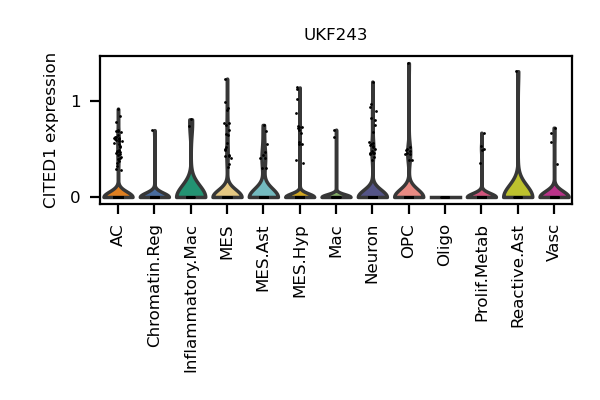 UKF243
CITED1 expression
1
0
AC
Chromatin.Reg
Inflammatory.Mac
MES
MES.Ast
MES.Hyp
Mac
Neuron
OPC
Oligo
Prolif.Metab
Reactive.Ast
Vasc